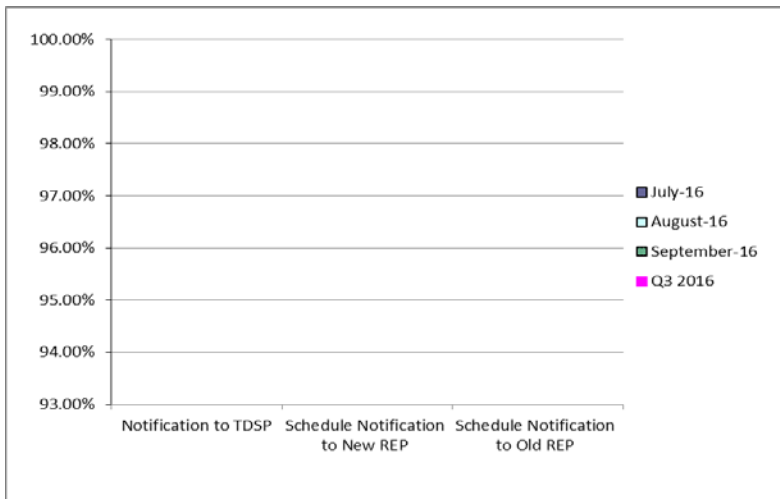 100.00%
99.00%
98.00%
97.00%
96.00%
95.00%
94.00%
93.00%
Notification to TDSP
Schedule Notification
to New REP
Schedule Notification
to Old REP
July-16
August-16
September-16
Q3 2016